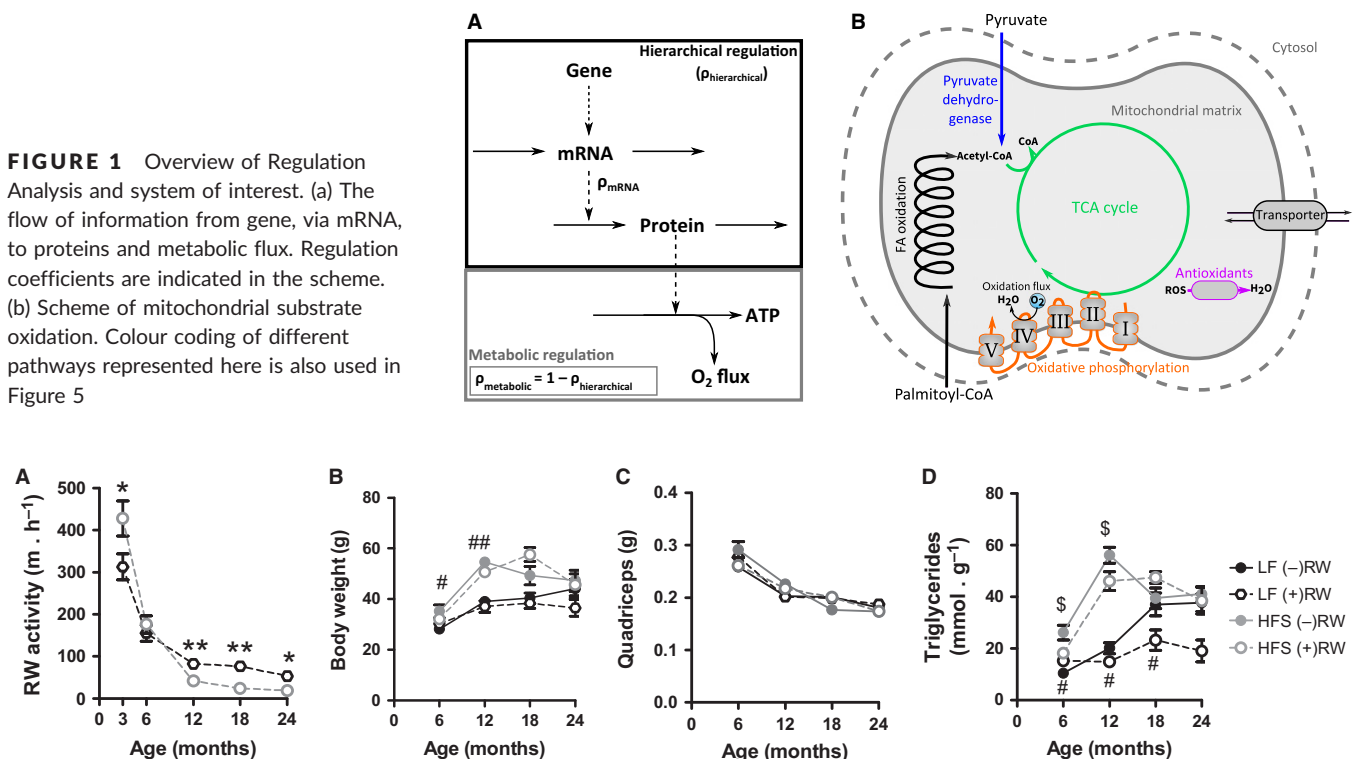 FIGURE 1 Overview of Regulation
Analysis and system of interest. (a) The
flow of information from gene, via mRNA,
to proteins and metabolic flux. Regulation
coefficients are indicated in the scheme.
(b) Scheme of mitochondrial substrate
oxidation. Colour coding of different
pathways represented here is also used in
Figure 5
A
Hierarchical regulation
(ρhierarchical)
Gene
mRNA
ρmRNA
Protein
ATP
Metabolic regulation
ρmetabolic = 1 − ρhierarchical
O2 flux
B
Pyruvate
Cytosol
Pyruvate
dehydro-
genase
Mitochondrial matrix
CoA
Acetyl-CoA
FA oxidation
TCA cycle
Transporter
Antioxidants
ROS
H2O
Oxidation flux
H2O
O2
V
IV
III
II
I
Oxidative phosphorylation
Palmitoyl-CoA
A
RW activity (m . h−1)
500
400
300
200
100
0
*
**
**
*
0 3 6 12 18 24
Age (months)
B
Body weight (g)
80
60
40
20
0
#
##
0 6 12 18 24
Age (months)
C
Quadriceps (g)
0.4
0.3
0.2
0.1
0.0
0 6 12 18 24
Age (months)
D
Triglycerides
(mmol . g−1)
80
60
40
20
0
$
$
#
#
#
0 6 12 18 24
Age (months)
LF (−)RW
LF (+)RW
HFS (−)RW
HFS (+)RW